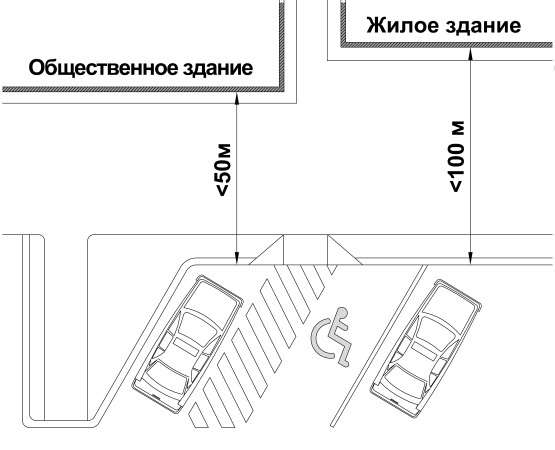 Жилое здание
Общественное здание
<50м
<100 м